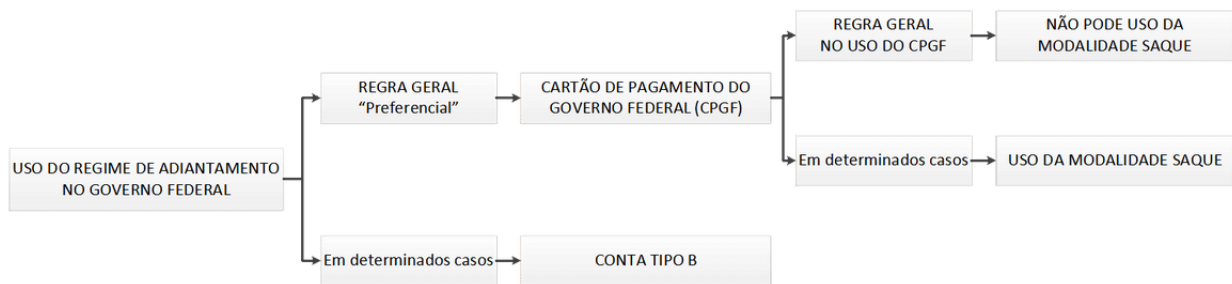 USO DO REGIME DE ADIANTAMENTO
NO GOVERNO FEDERAL
REGRA GERAL
“Preferencial”
CARTÃO DE PAGAMENTO DO
GOVERNO FEDERAL (CPGF)
REGRA GERAL
NO USO DO CPGF
NÃO PODE USO DA
MODALIDADE SAQUE
Em determinados casos
USO DA MODALIDADE SAQUE
Em determinados casos
CONTA TIPO B